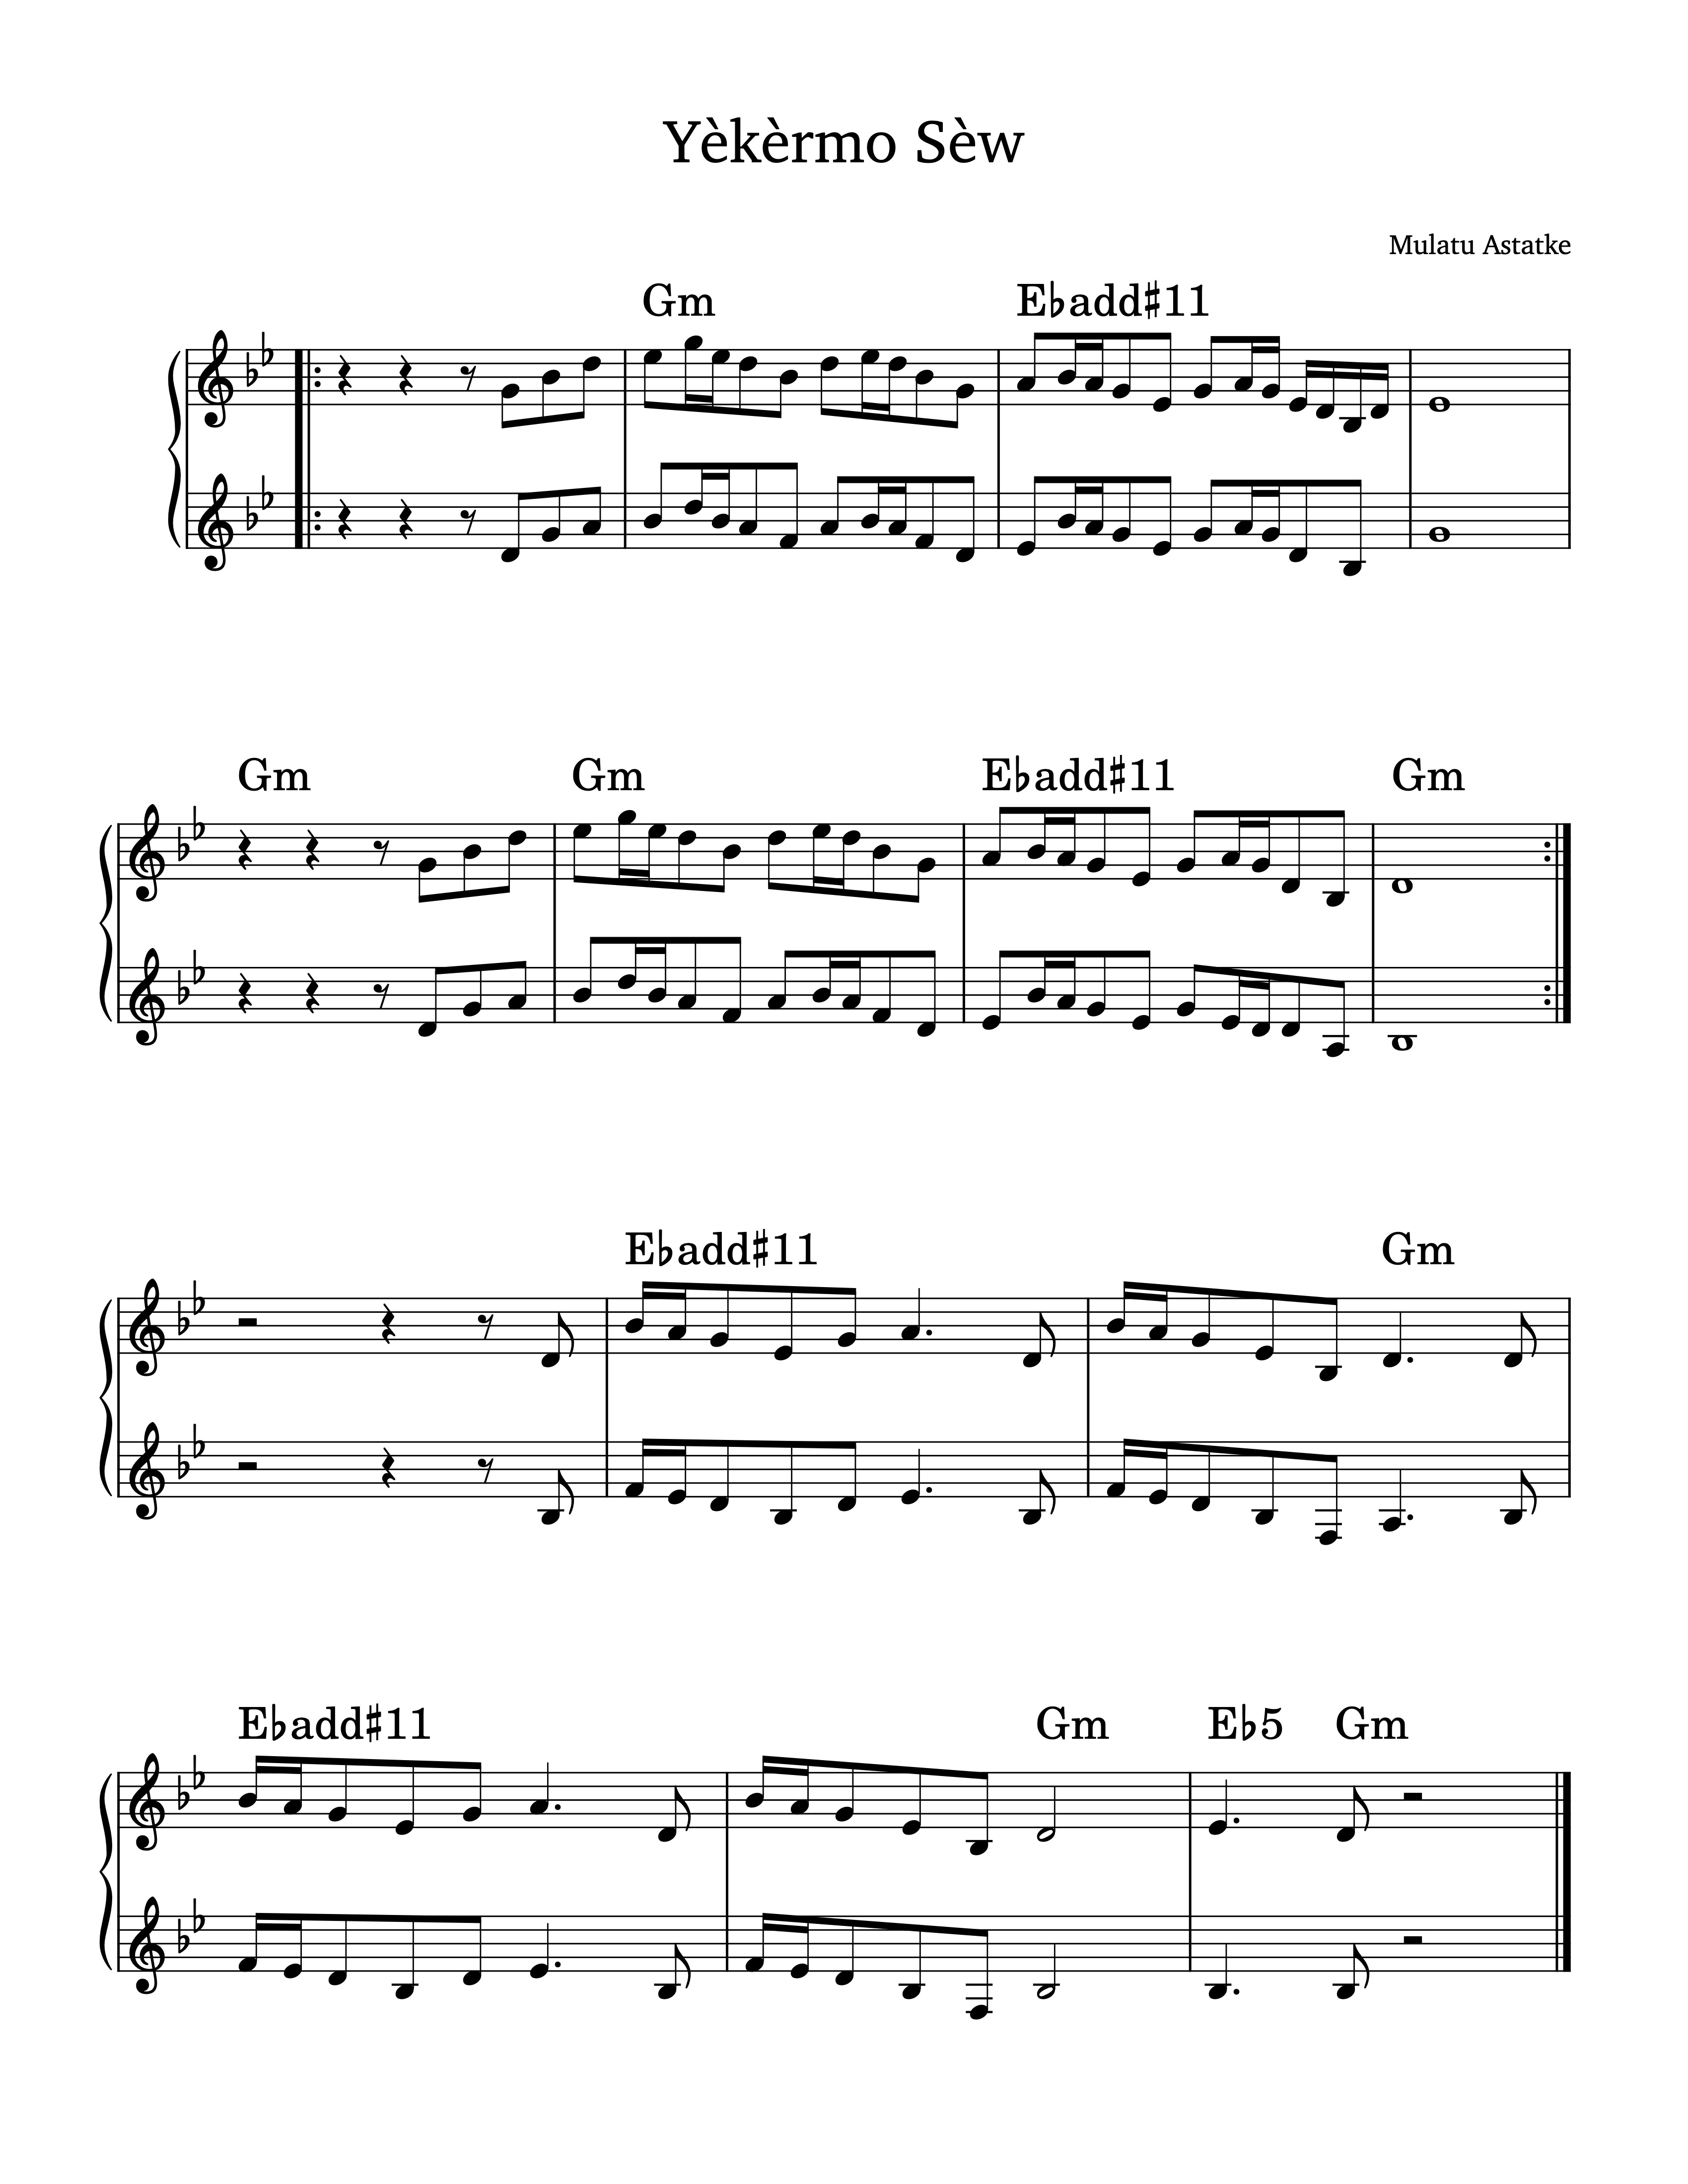 Yèkèrmo Sèw
Mulatu Astatke
Gm E♭add♯11
Gm Gm E♭add♯11 Gm
E♭add♯11 Gm
E♭add♯11 Gm E♭5 Gm